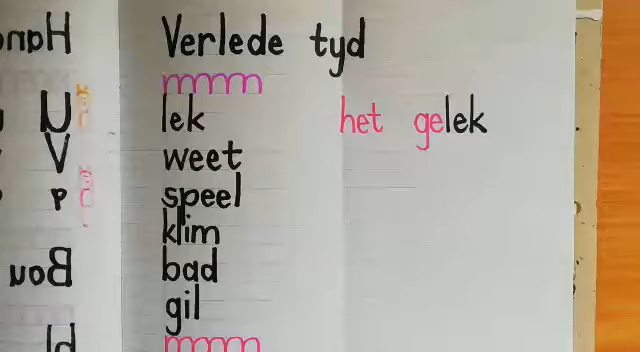 Verlede tyd
lek het gelek
weet
speel
klim
bad
gil